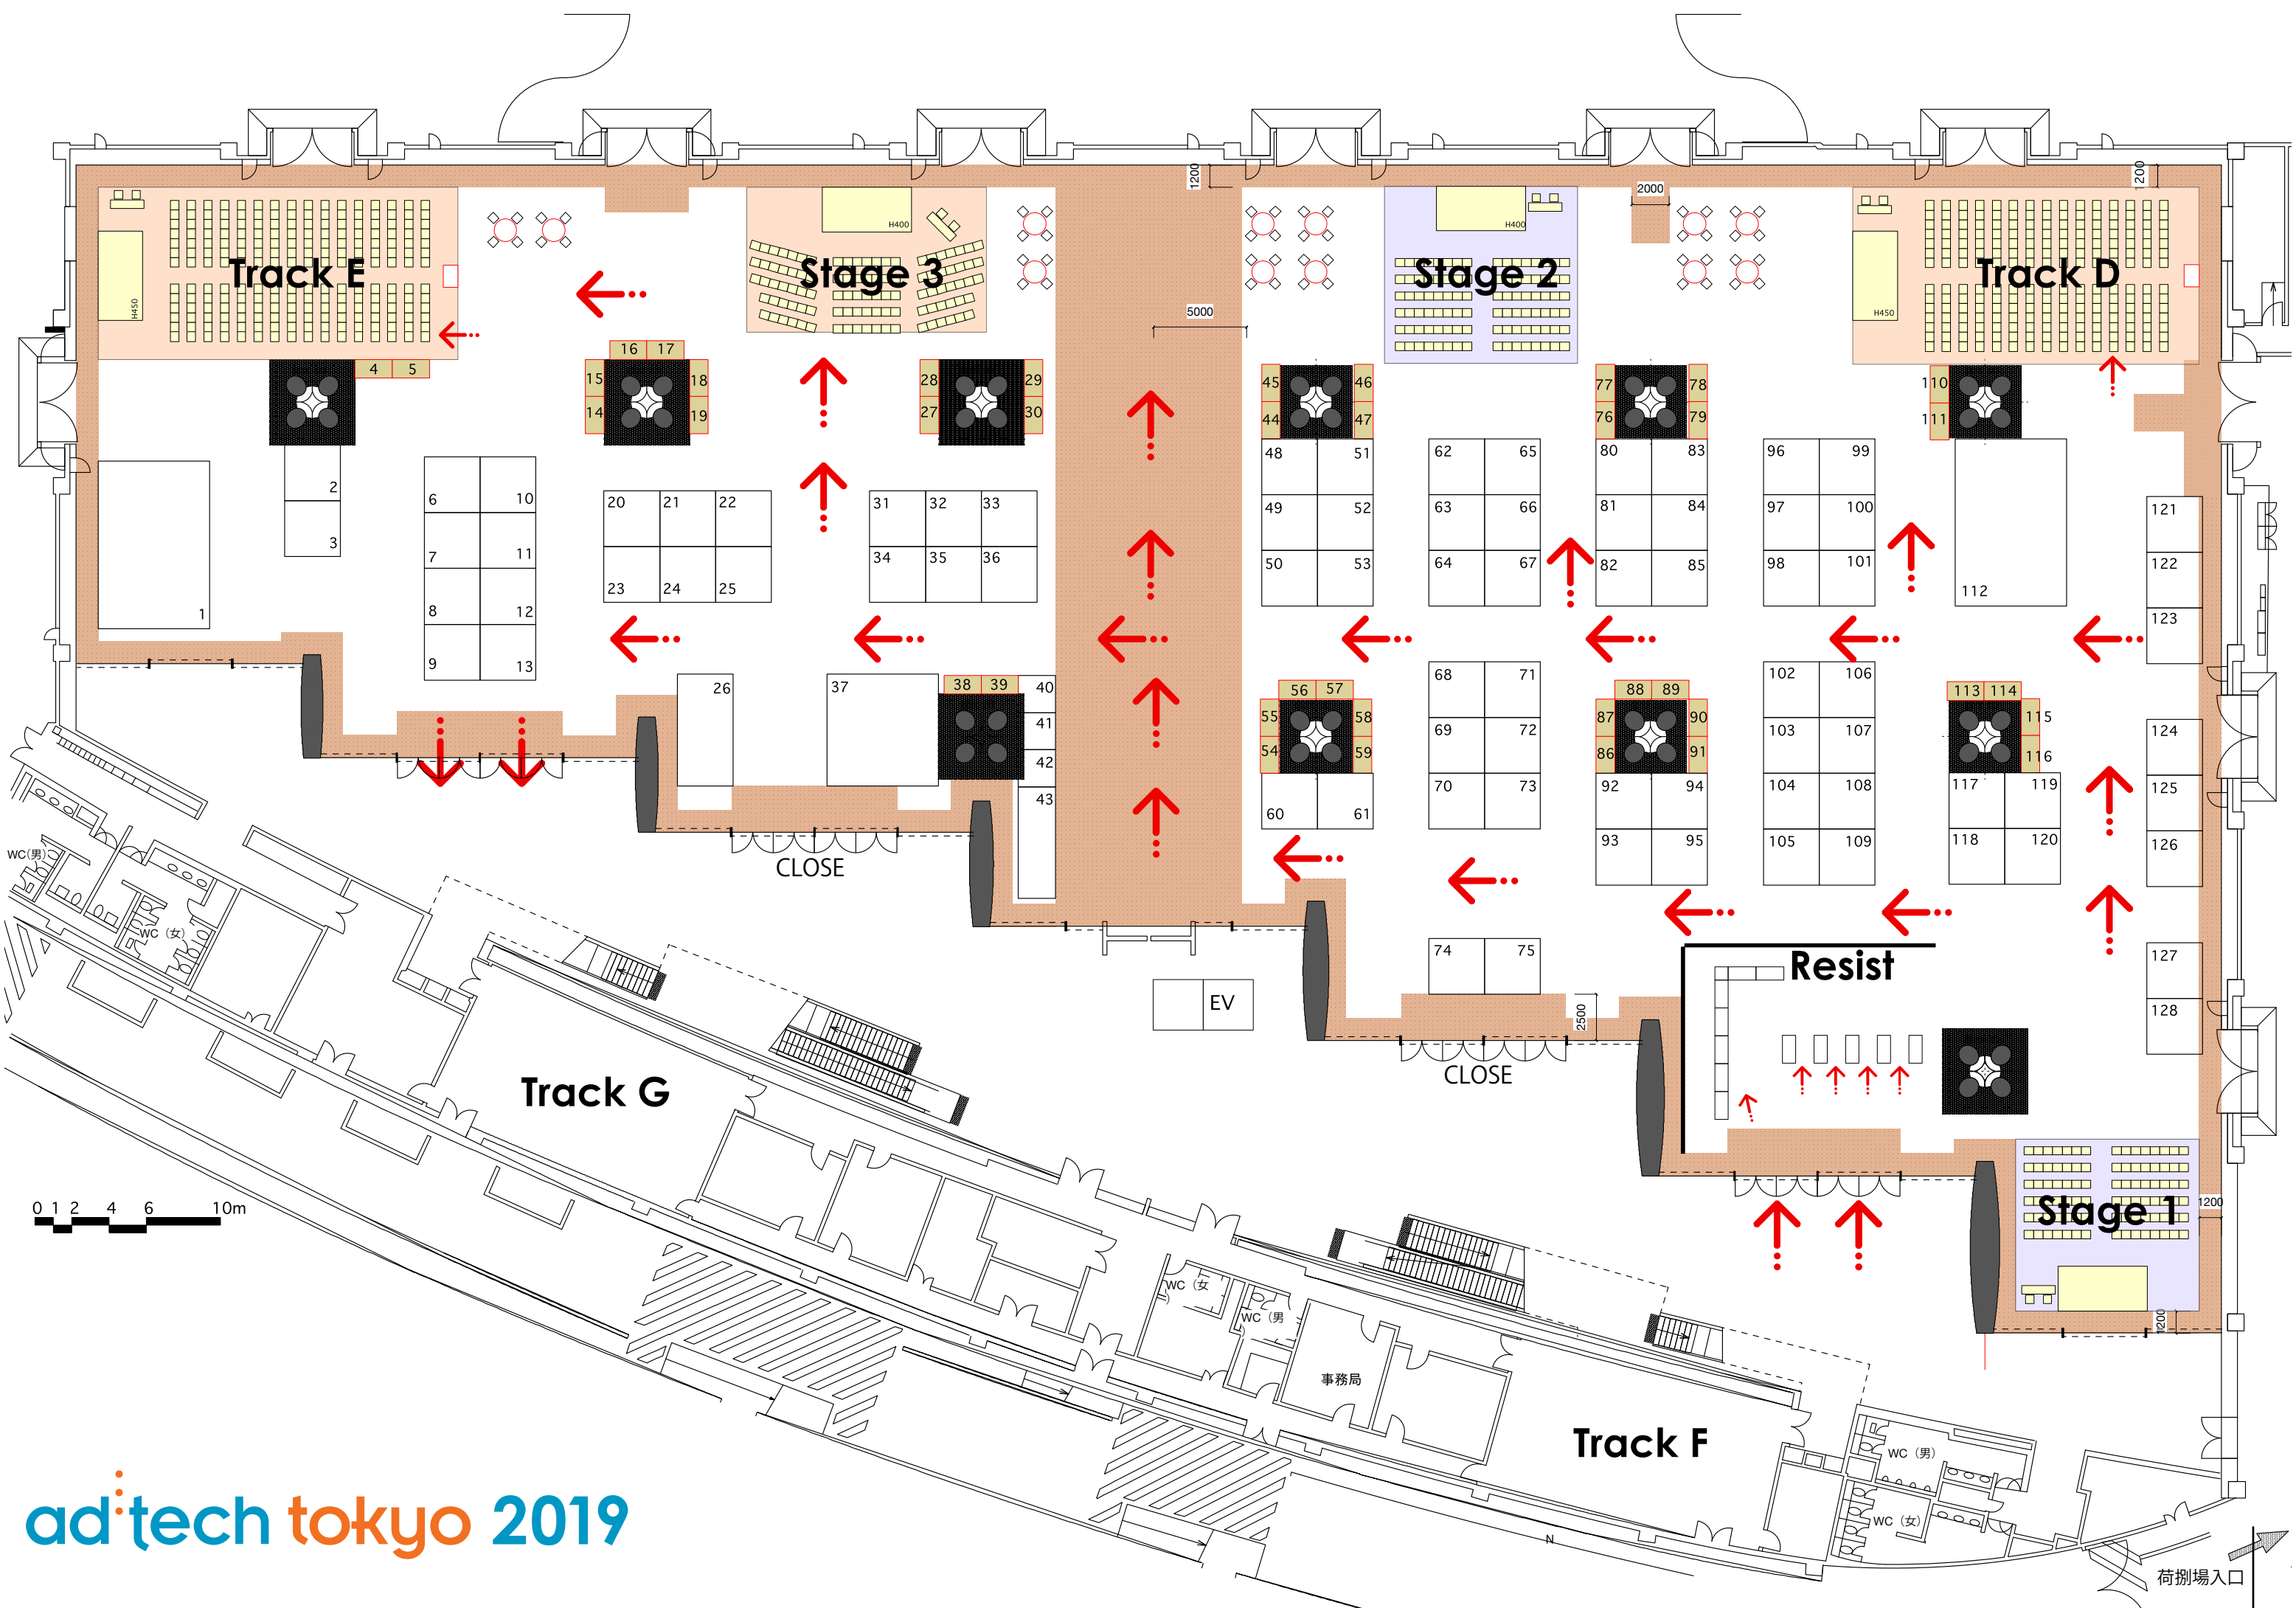 1200
1200
2000
H400
H400
Track E
Stage 3
Stage 2
Track D
H450
H450
5000
16 17
4 5
15 18
14 19
28 29
27 30
45 46
44 47
77 78
76 79
110
111
2
3
1
6 10
7 11
8 12
9 13
20 21 22
23 24 25
31 32 33
34 35 36
48 51
49 52
50 53
62 65
63 66
64 67
80 83
81 84
82 85
96 99
97 100
98 101
112
121
122
123
26
37
38 39
40
41
42
43
56 57
55 58
54 59
60 61
68 71
69 72
70 73
88 89
87 90
86 91
92 94
93 95
102 106
103 107
104 108
105 109
113 114
115
116
117 119
118 120
124
125
126
127
128
CLOSE
74 75
EV
2500
CLOSE
Resist
WC(男)
WC（女）
Track G
0 1 2 4 6 10m
Stage 1
1200
1200
WC（女）
WC（男
事務局
Track F
WC（男）
WC（女）
N
荷捌場入口
ad:tech tokyo 2019